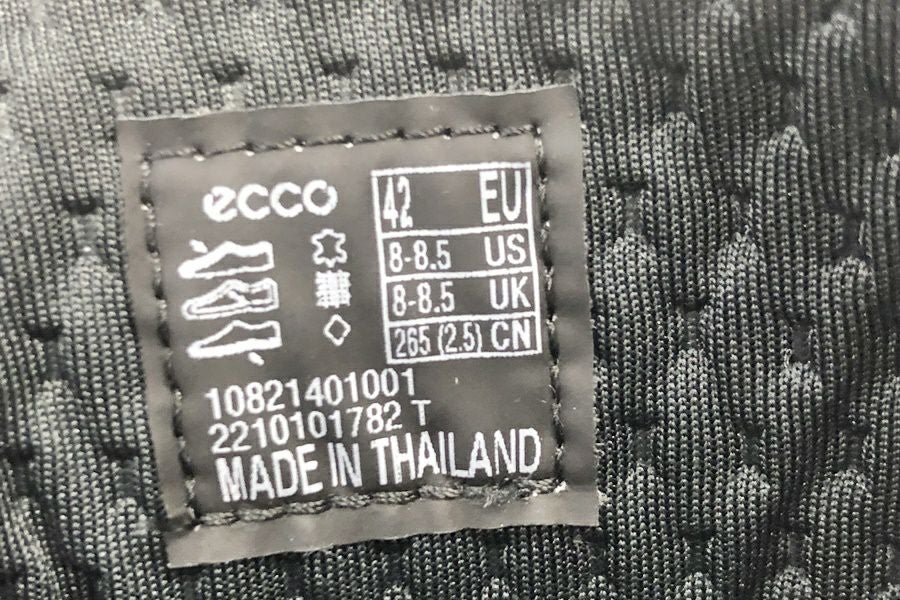 ecco
42 EU
8-8.5 US
8-8.5 UK
265 (2.5) CN
10821401001
2210101782 T
MADE IN THAILAND